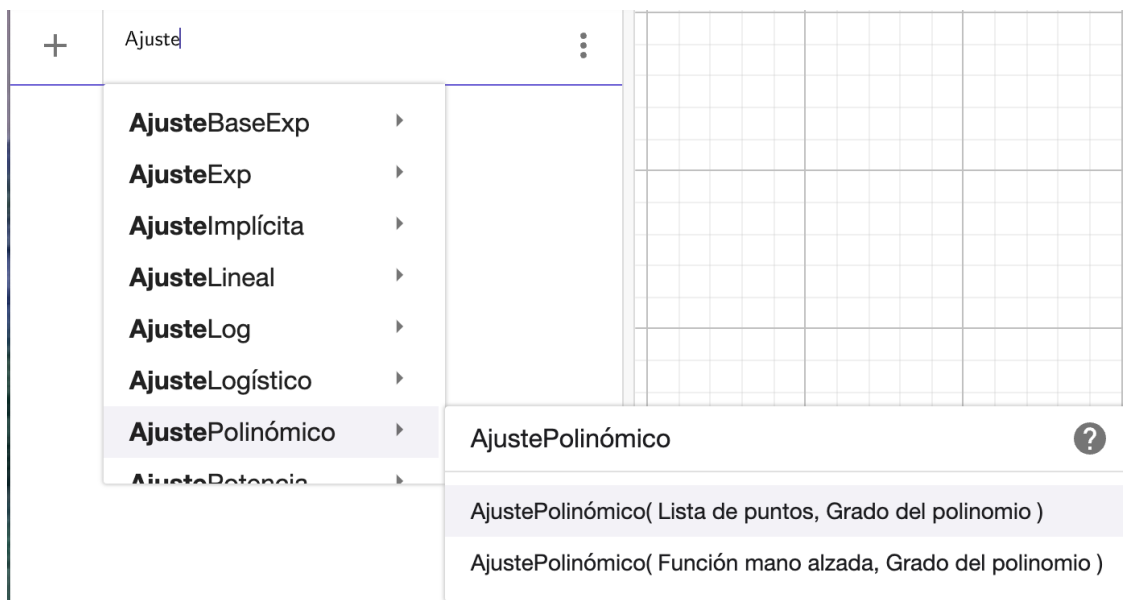 Ajuste
AjusteBaseExp
AjusteExp
AjusteImplícita
AjusteLineal
AjusteLog
AjusteLogístico
AjustePolinómico
AjustePotencia
AjustePolinómico
AjustePolinómico( Lista de puntos, Grado del polinomio )
AjustePolinómico( Función mano alzada, Grado del polinomio )